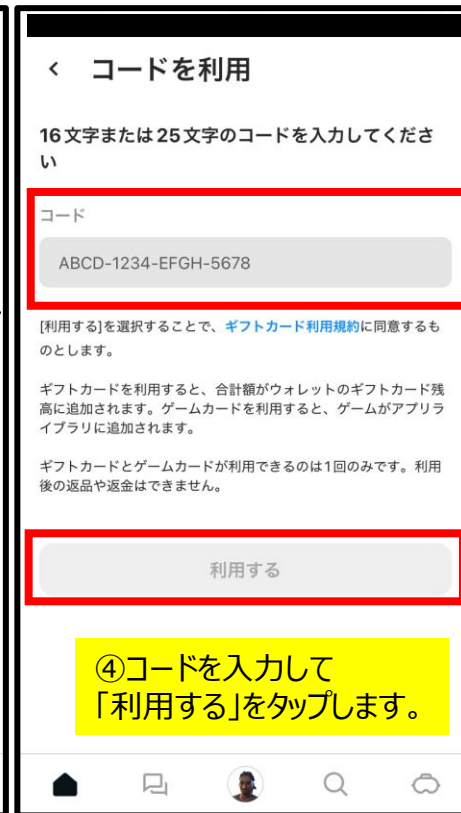 < コードを利用
16文字または25文字のコードを入力してくださ
い
コード
ABCD-1234-EFGH-5678
[利用する]を選択することで、ギフトカード利用規約に同意するも
のとします。
ギフトカードを利用すると、合計額がウォレットのギフトカード残
高に追加されます。ゲームカードを利用すると、ゲームがアプリラ
イブラリに追加されます。
ギフトカードとゲームカードが利用できるのは1回のみです。利用
後の返品や返金はできません。
利用する
④コードを入力して
「利用する」をタップします。